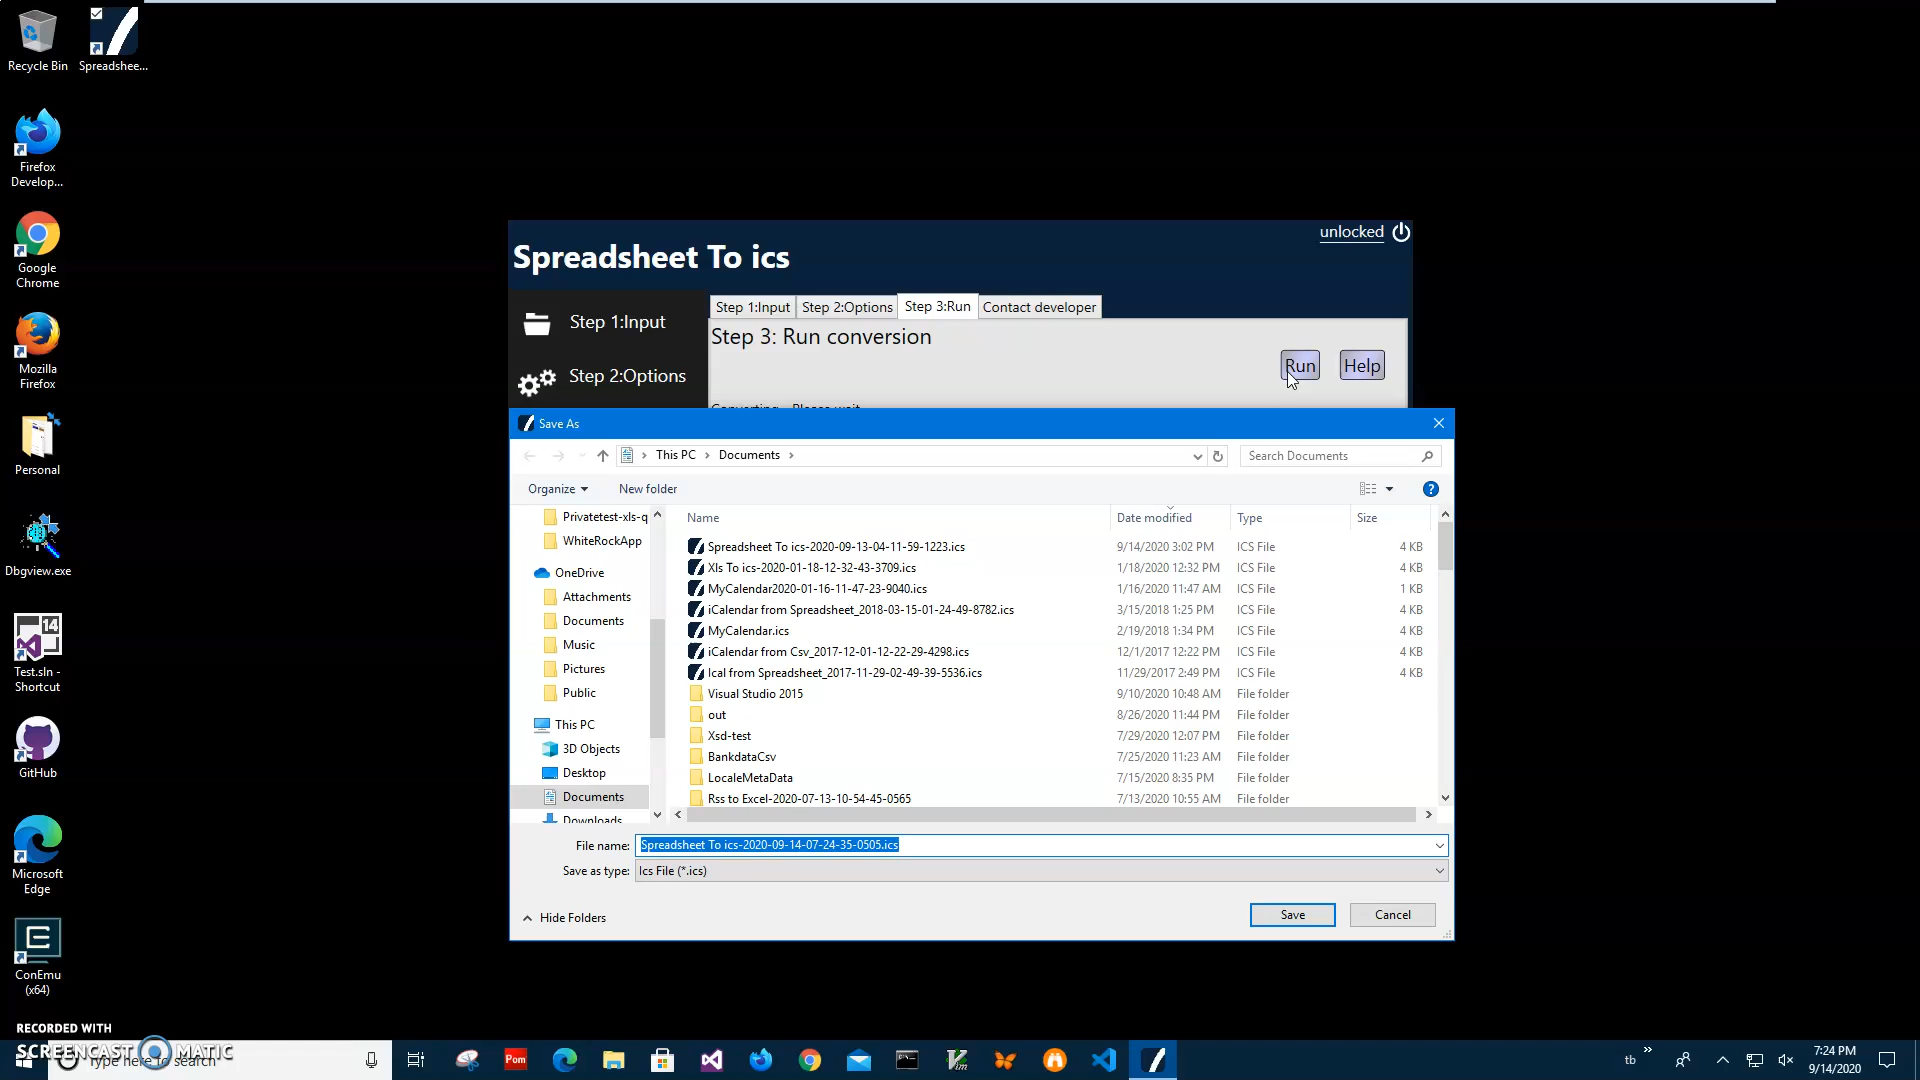 Recycle Bin
Spreadshee...
Firefox
Develop...
Google
Chrome
Mozilla
Firefox
Personal
Dbgview.exe
14
Test.sln -
Shortcut
GitHub
Microsoft
Edge
ConEmu
(x64)
unlocked
Spreadsheet To ics
Step 1:Input
Step 2:Options
Step 1:Input
Step 2:Options
Step 3:Run
Contact developer
Step 3: Run conversion
Run
Help
Save As
This PC
Documents
Search Documents
Organize
New folder
Privatetest-xls-q
WhiteRockApp
OneDrive
Attachments
Documents
Music
Pictures
Public
This PC
3D Objects
Desktop
Documents
Downloads
Name Date modified Type Size
Spreadsheet To ics-2020-09-13-04-11-59-1223.ics 9/14/2020 3:02 PM ICS File 4 KB
Xls To ics-2020-01-18-12-32-43-3709.ics 1/18/2020 12:32 PM ICS File 4 KB
MyCalendar2020-01-16-11-47-23-9040.ics 1/16/2020 11:47 AM ICS File 1 KB
iCalendar from Spreadsheet_2018-03-15-01-24-49-8782.ics 3/15/2018 1:25 PM ICS File 4 KB
MyCalendar.ics 2/19/2018 1:34 PM ICS File 4 KB
iCalendar from Csv_2017-12-01-12-22-29-4298.ics 12/1/2017 12:22 PM ICS File 4 KB
Ical from Spreadsheet_2017-11-29-02-49-39-5536.ics 11/29/2017 2:49 PM ICS File 4 KB
Visual Studio 2015 9/10/2020 10:48 AM File folder
out 8/26/2020 11:44 PM File folder
Xsd-test 7/29/2020 12:07 PM File folder
BankdataCsv 7/25/2020 11:23 AM File folder
LocaleMetaData 7/15/2020 8:35 PM File folder
Rss to Excel-2020-07-13-10-54-45-0565 7/13/2020 10:55 AM File folder
File name: Spreadsheet To ics-2020-09-14-07-24-35-0505.ics
Save as type: Ics File (*.ics)
Hide Folders
Save
Cancel
RECORDED WITH
SCREENCAST MATIC
Type here to search
Pom
Vim
tb
7:24 PM
9/14/2020